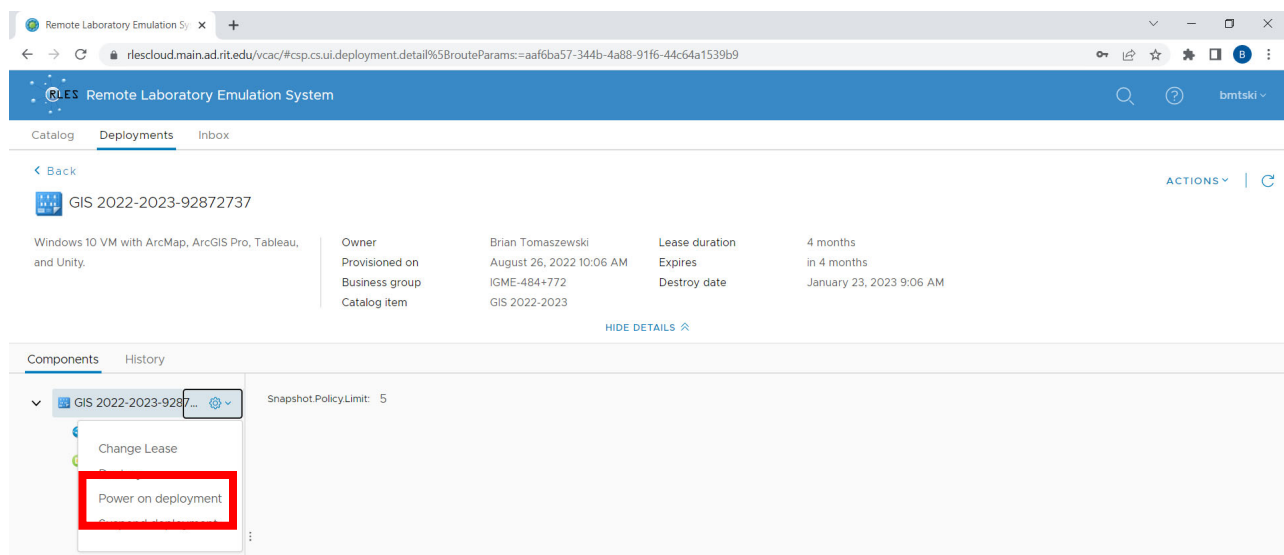 Remote Laboratory Emulation Sy
rlescloud.main.ad.rit.edu/vcac/#csp.cs.ui.deployment.detail%5BrouteParams:=aaf6ba57-344b-4a88-91f6-44c64a1539b9
B
RLES Remote Laboratory Emulation System
bmtski
Catalog Deployments Inbox
Back
ACTIONS
GIS 2022-2023-92872737
Windows 10 VM with ArcMap, ArcGIS Pro, Tableau, Owner Brian Tomaszewski Lease duration 4 months
and Unity. Provisioned on August 26, 2022 10:06 AM Expires in 4 months
Business group IGME-484+772 Destroy date January 23, 2023 9:06 AM
Catalog item GIS 2022-2023
HIDE DETAILS
Components History
GIS 2022-2023-9287... Snapshot.Policy.Limit: 5
Change Lease
Power on deployment
Suspend deployment